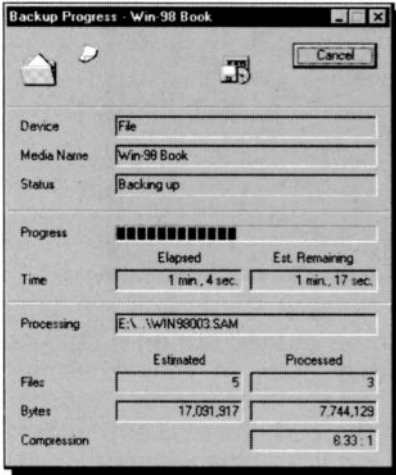 Backup Progress - Win-98 Book
Cancel
Device File
Media Name Win-98 Book
Status Backing up
Progress
Elapsed Est. Remaining
Time 1 min., 4 sec. 1 min., 17 sec.
Processing E:\...\WIN98003.SAM
Estimated Processed
Files 5 3
Bytes 17,091,917 7,744,129
Compression 8.33 : 1